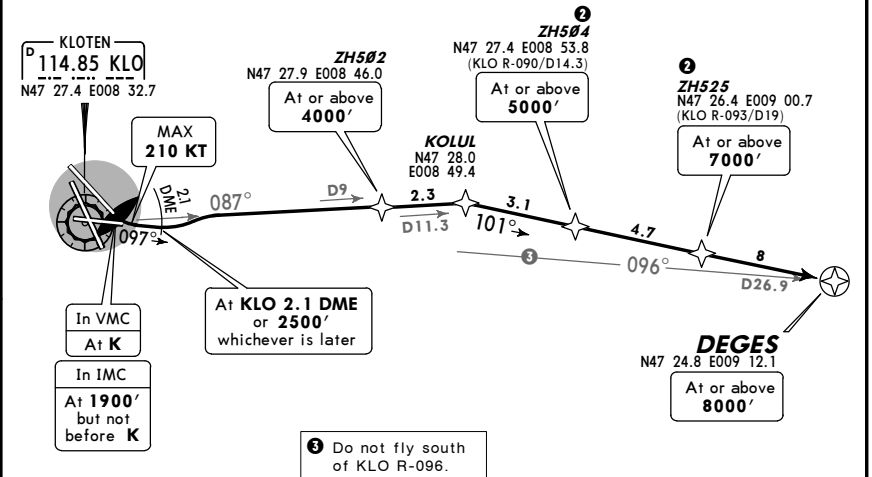 KLOTEN
D 114.85 KLO
N47 27.4 E008 32.7
MAX
210 KT
2.1
DME
087°
097°
In VMC
At K
In IMC
At 1900'
but not
before K
At KLO 2.1 DME
or 2500'
whichever is later
ZH5Ø2
N47 27.9 E008 46.0
At or above
4000'
D9
2.3
D11.3
KOLUL
N47 28.0
E008 49.4
101°
3.1
❷
ZH5Ø4
N47 27.4 E008 53.8
(KLO R-090/D14.3)
At or above
5000'
4.7
❷
ZH525
N47 26.4 E009 00.7
(KLO R-093/D19)
At or above
7000'
8
❸
096°
D26.9
DEGES
N47 24.8 E009 12.1
At or above
8000'
❸ Do not fly south
of KLO R-096.